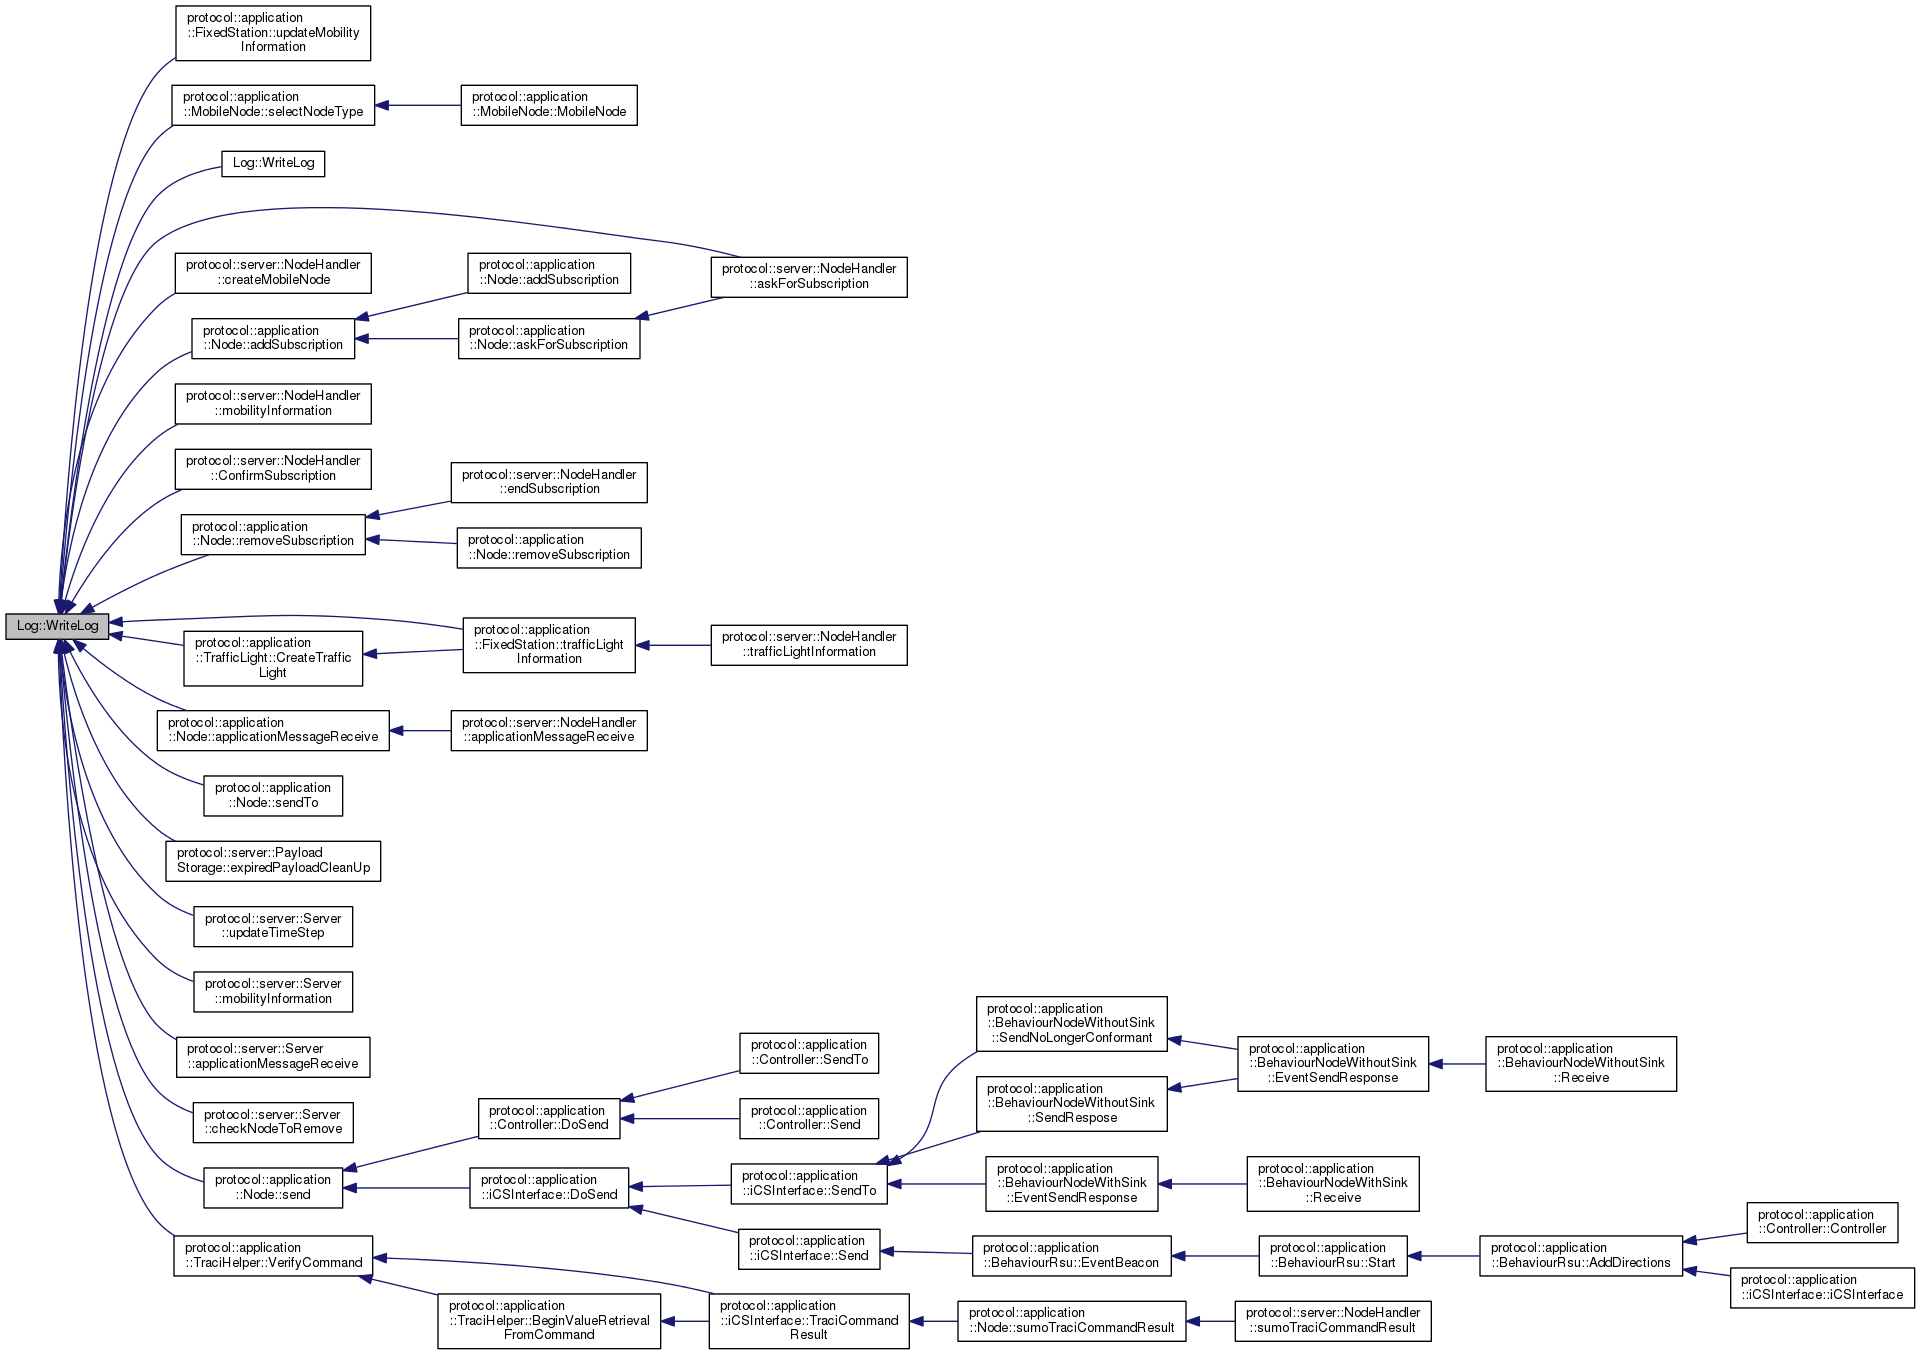 protocol::application
::FixedStation::updateMobility
Information
protocol::application
::MobileNode::selectNodeType
protocol::application
::MobileNode::MobileNode
Log::WriteLog
protocol::server::NodeHandler
::createMobileNode
protocol::application
::Node::addSubscription
protocol::server::NodeHandler
::askForSubscription
protocol::application
::Node::addSubscription
protocol::application
::Node::askForSubscription
protocol::server::NodeHandler
::mobilityInformation
protocol::server::NodeHandler
::ConfirmSubscription
protocol::server::NodeHandler
::endSubscription
protocol::application
::Node::removeSubscription
protocol::application
::Node::removeSubscription
Log::WriteLog
protocol::application
::TrafficLight::CreateTraffic
Light
protocol::application
::FixedStation::trafficLight
Information
protocol::server::NodeHandler
::trafficLightInformation
protocol::application
::Node::applicationMessageReceive
protocol::server::NodeHandler
::applicationMessageReceive
protocol::application
::Node::sendTo
protocol::server::Payload
Storage::expiredPayloadCleanUp
protocol::server::Server
::updateTimeStep
protocol::server::Server
::mobilityInformation
protocol::server::Server
::applicationMessageReceive
protocol::server::Server
::checkNodeToRemove
protocol::application
::Node::send
protocol::application
::Controller::DoSend
protocol::application
::Controller::SendTo
protocol::application
::Controller::Send
protocol::application
::iCSInterface::DoSend
protocol::application
::iCSInterface::SendTo
protocol::application
::BehaviourNodeWithoutSink
::SendNoLongerConformant
protocol::application
::BehaviourNodeWithoutSink
::SendRespose
protocol::application
::BehaviourNodeWithoutSink
::EventSendResponse
protocol::application
::BehaviourNodeWithoutSink
::Receive
protocol::application
::BehaviourNodeWithSink
::EventSendResponse
protocol::application
::BehaviourNodeWithSink
::Receive
protocol::application
::iCSInterface::Send
protocol::application
::BehaviourRsu::EventBeacon
protocol::application
::BehaviourRsu::Start
protocol::application
::BehaviourRsu::AddDirections
protocol::application
::Controller::Controller
protocol::application
::iCSInterface::iCSInterface
protocol::application
::TraciHelper::VerifyCommand
protocol::application
::TraciHelper::BeginValueRetrieval
FromCommand
protocol::application
::iCSInterface::TraciCommand
Result
protocol::application
::Node::sumoTraciCommandResult
protocol::server::NodeHandler
::sumoTraciCommandResult